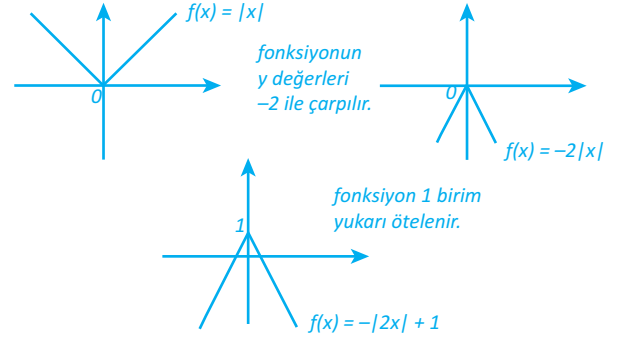 f(x) = |x|
0
fonksiyonun
y değerleri
–2 ile çarpılır.
0
f(x) = –2|x|
fonksiyon 1 birim
yukarı ötelenir.
1
f(x) = –|2x| + 1